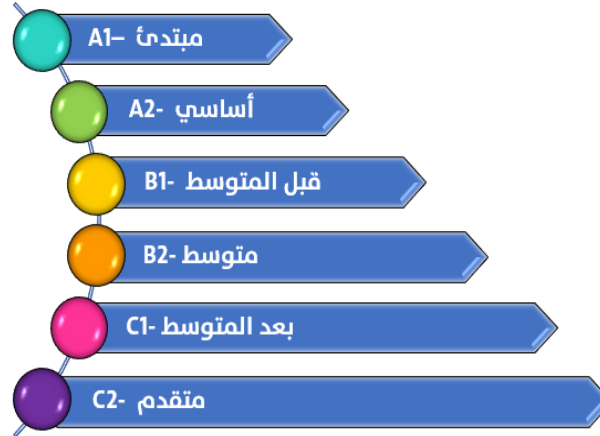 A1– مبتدئ
A2- أساسي
B1- قبل المتوسط
B2- متوسط
C1- بعد المتوسط
C2- متقدم